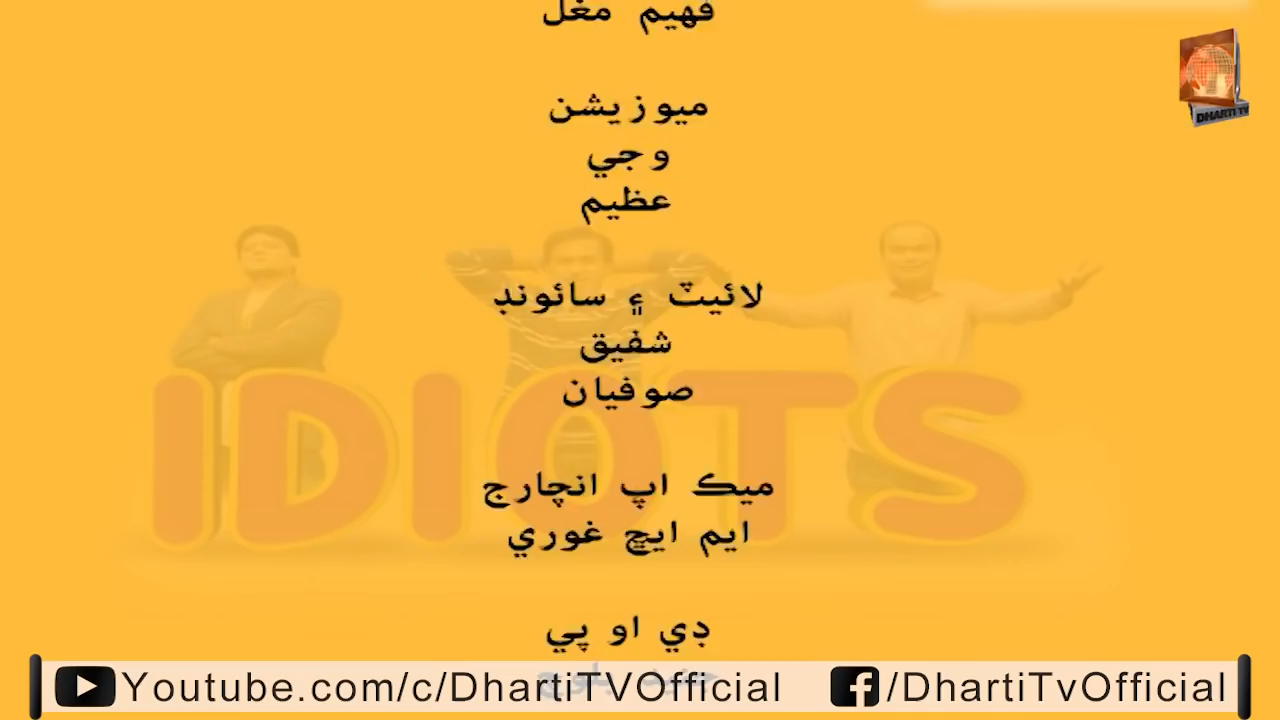 فهيم مغل
DHARTI TV
ميوزيشن
وجي
عظيم
لائيٽ ۽ سائونڊ
شفيق
صوفيان
IDIOTS
ميڪ اپ انچارج
ايم ايڇ غوري
ڊي او پي
Youtube.com/c/DhartiTVOfficial
/DhartiTvOfficial